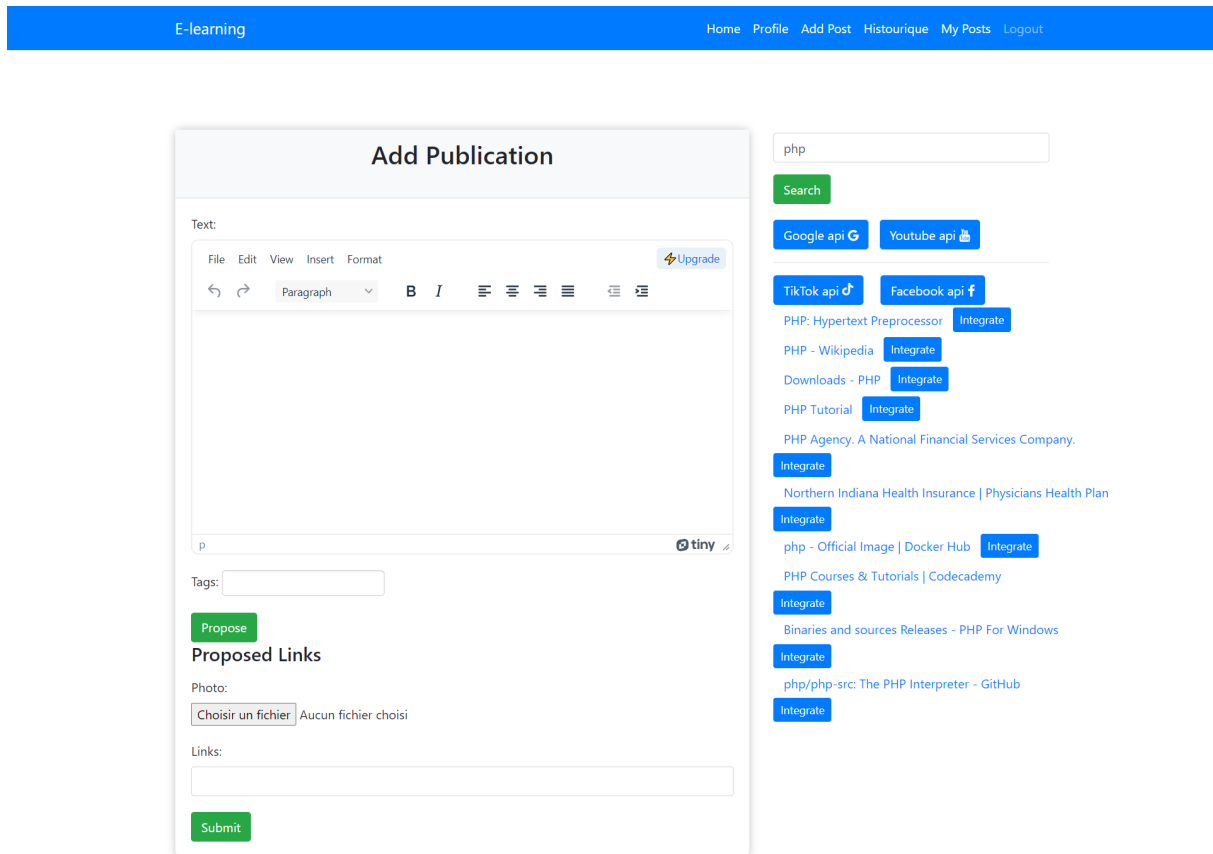 E-learning Home Profile Add Post Histourique My Posts Logout
Add Publication
Text:
File Edit View Insert Format Upgrade
Paragraph B I
p tiny
Tags:
Propose
Proposed Links
Photo:
Choisir un fichier Aucun fichier choisi
Links:
Submit
php
Search
Google api Youtube api
TikTok api Facebook api
PHP: Hypertext Preprocessor Integrate
PHP - Wikipedia Integrate
Downloads - PHP Integrate
PHP Tutorial Integrate
PHP Agency. A National Financial Services Company.
Integrate
Northern Indiana Health Insurance | Physicians Health Plan
Integrate
php - Official Image | Docker Hub Integrate
PHP Courses & Tutorials | Codecademy
Integrate
Binaries and sources Releases - PHP For Windows
Integrate
php/php-src: The PHP Interpreter - GitHub
Integrate